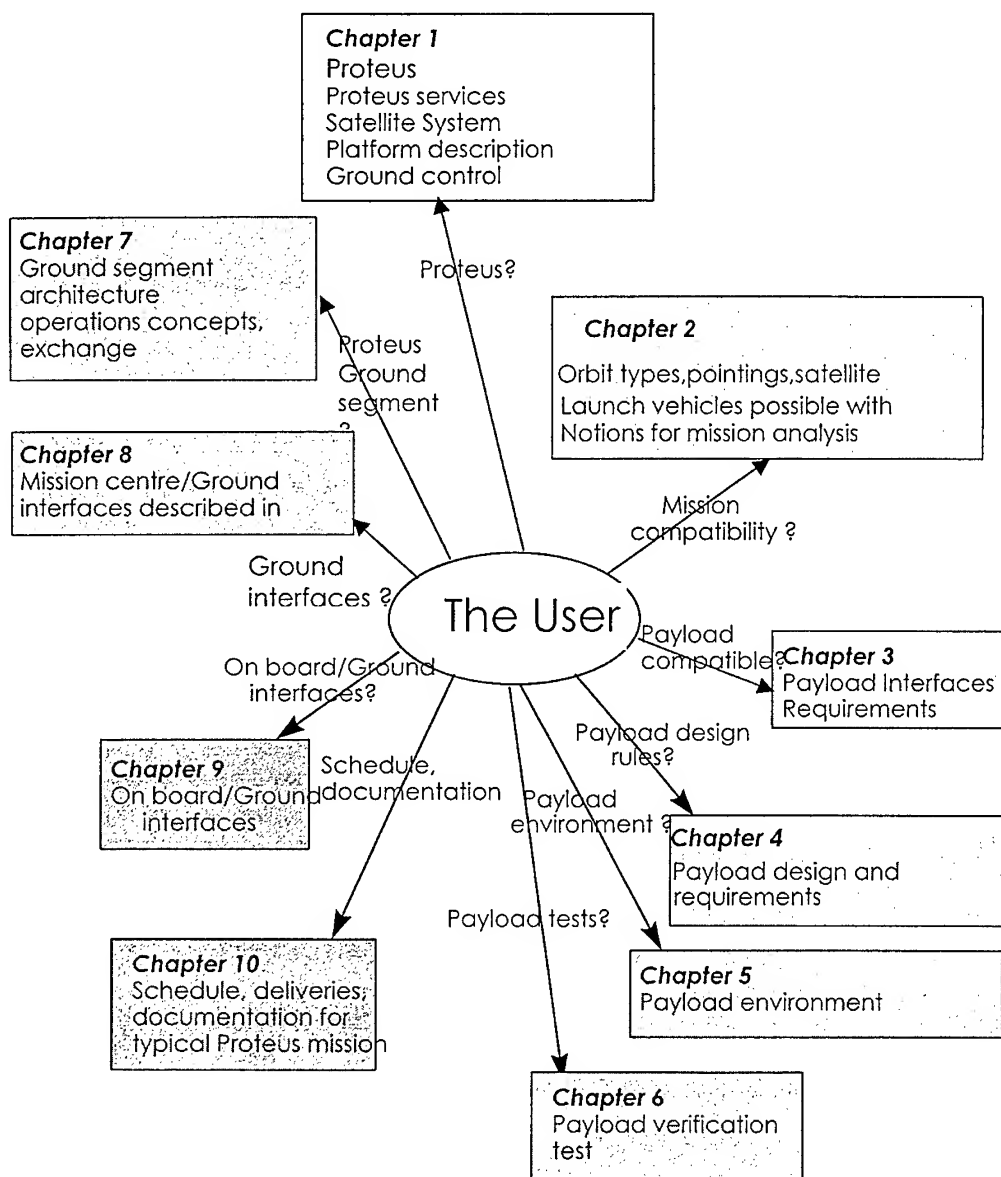 Chapter 1
Proteus
Proteus services
Satellite System
Platform description
Ground control
Chapter 7
Ground segment
architecture
operations concepts,
exchange
Proteus?
Chapter 2
Orbit types,pointings,satellite
Launch vehicles possible with
Notions for mission analysis
Proteus
Ground
segment
?
Chapter 8
Mission centre/Ground
interfaces described in
Mission
compatibility ?
Ground
interfaces ?
The User
Payload
compatible?
Chapter 3
Payload Interfaces
Requirements
On board/Ground
interfaces?
Payload design
rules?
Chapter 9
On board/Ground
interfaces
Schedule,
documentation
Payload
environment ?
Chapter 4
Payload design and
requirements
Payload tests?
Chapter 10
Schedule, deliveries,
documentation for
typical Proteus mission
Chapter 5
Payload environment
Chapter 6
Payload verification
test